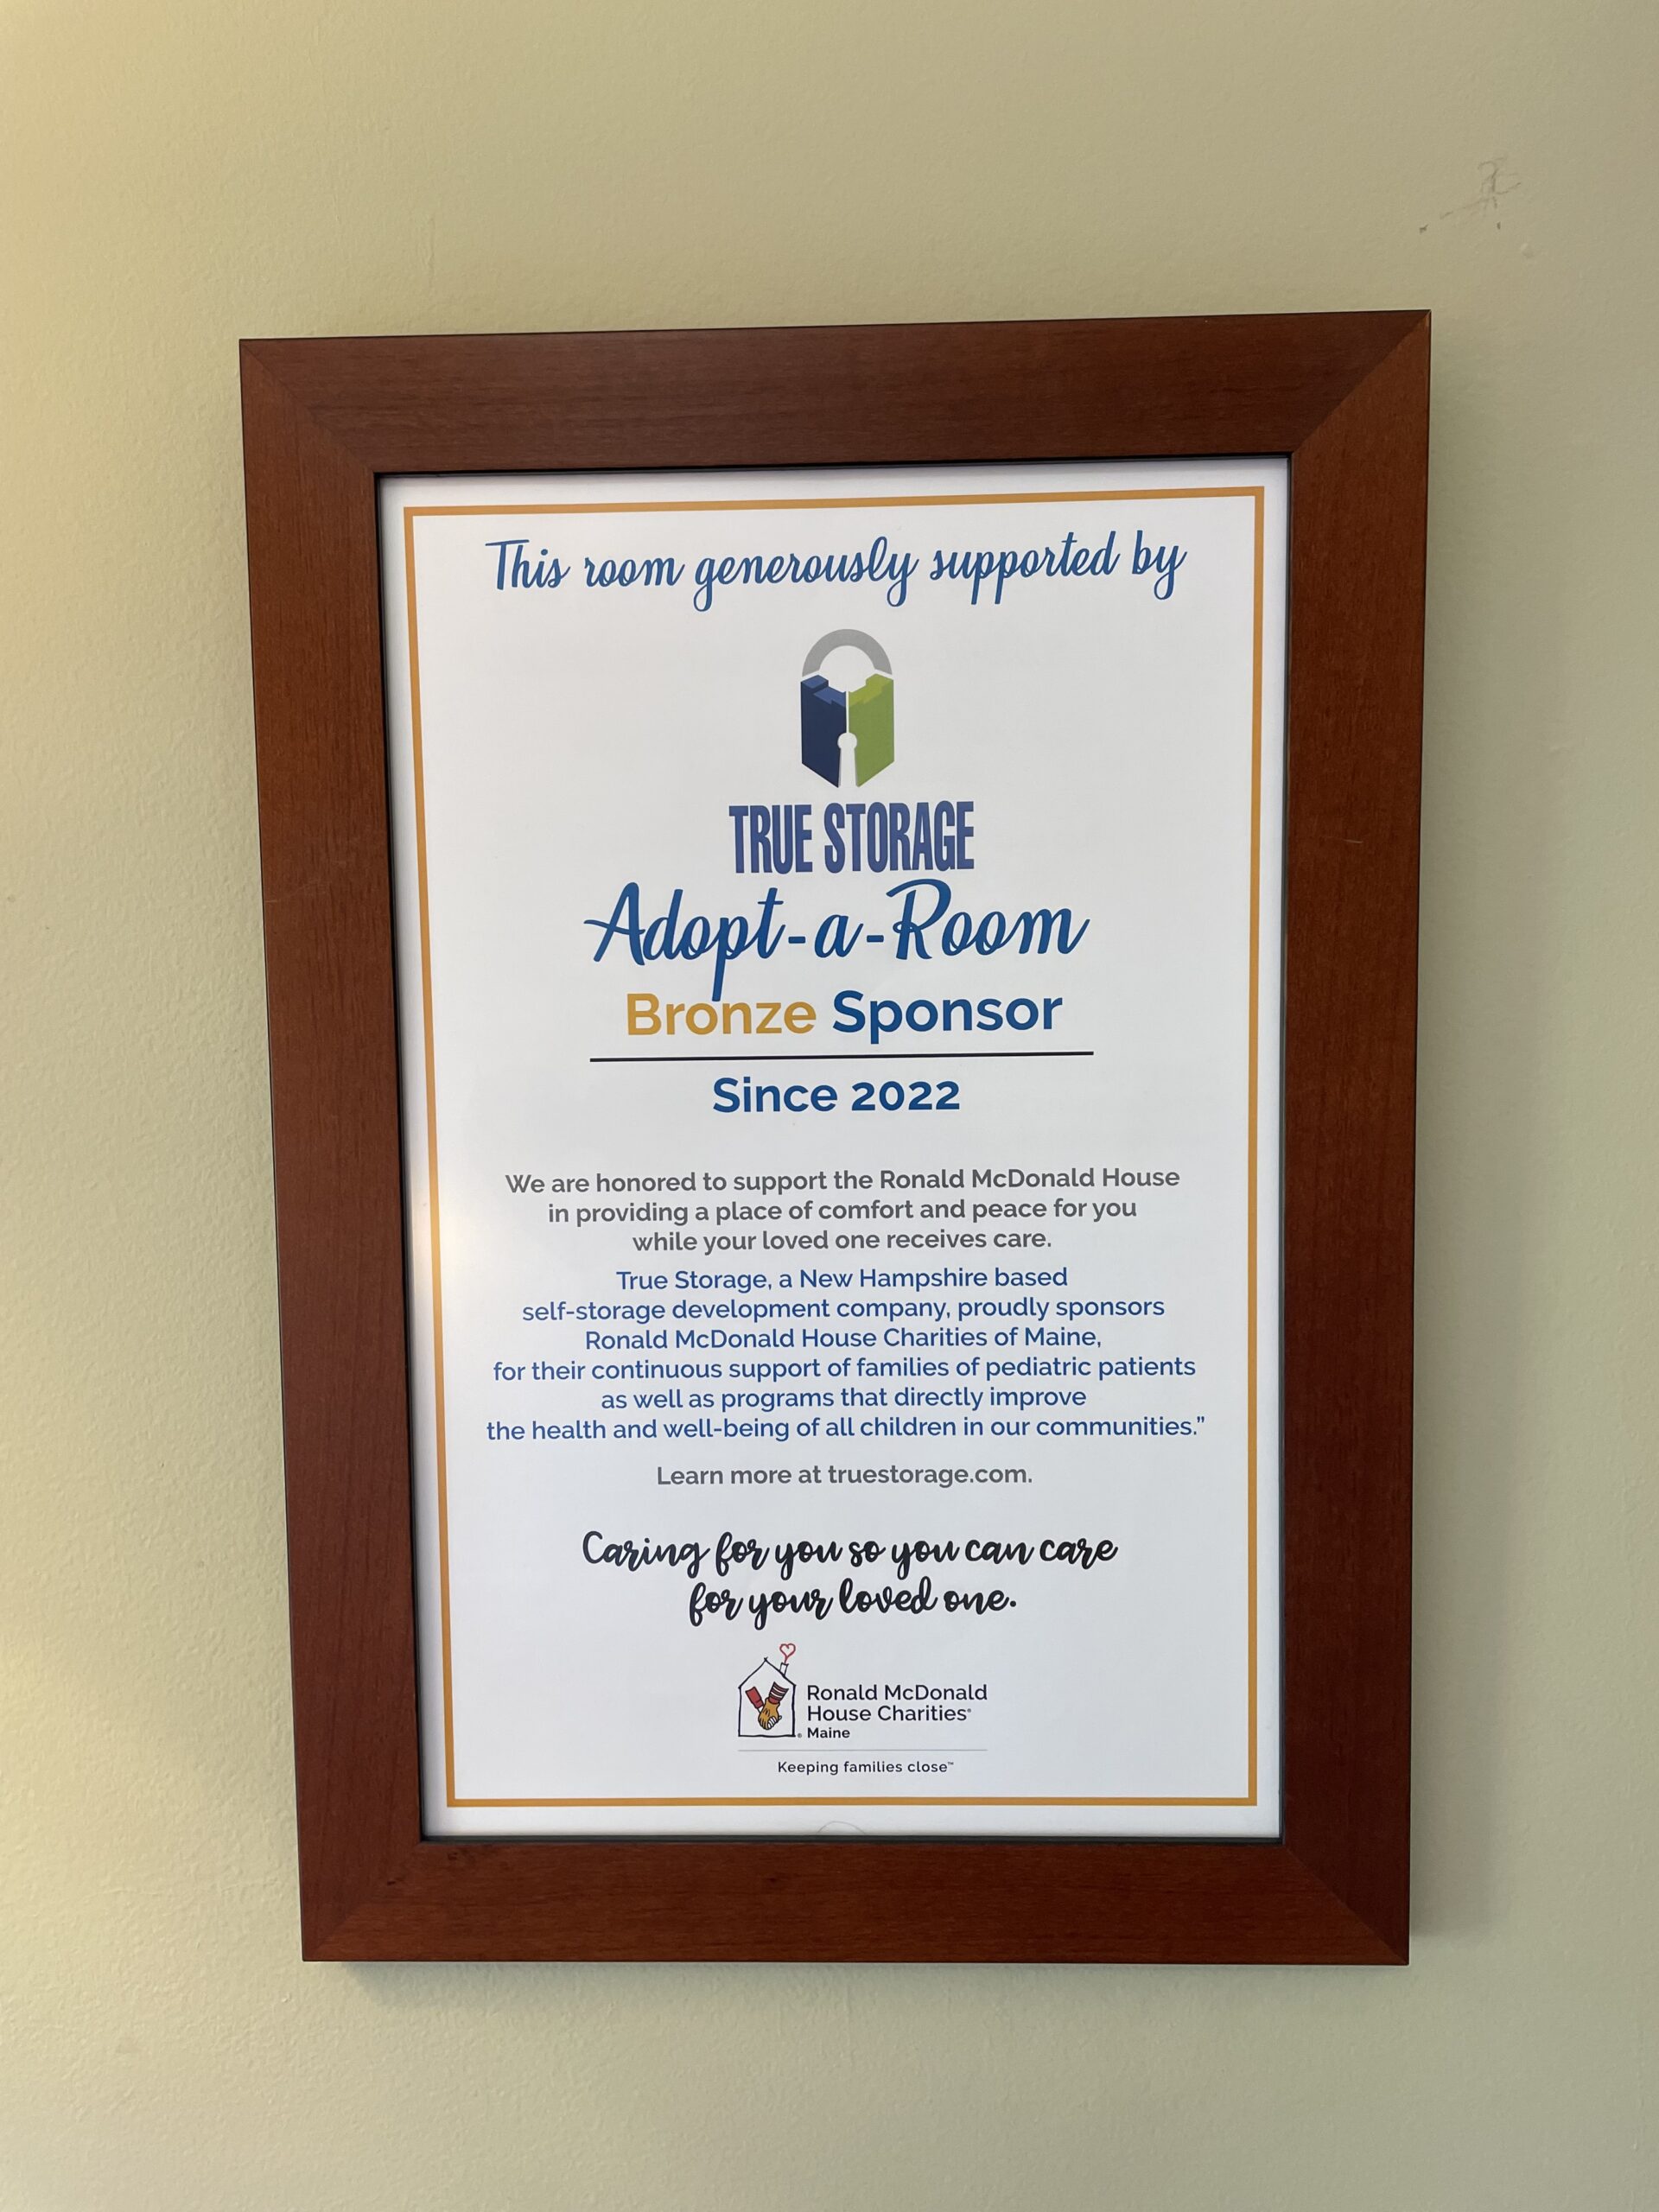 This room generously supported by
TRUE STORAGE
Adopt-a-Room
Bronze Sponsor
Since 2022
We are honored to support the Ronald McDonald House
in providing a place of comfort and peace for you
while your loved one receives care.
True Storage, a New Hampshire based
self-storage development company, proudly sponsors
Ronald McDonald House Charities of Maine,
for their continuous support of families of pediatric patients
as well as programs that directly improve
the health and well-being of all children in our communities.”
Learn more at truestorage.com.
Caring for you so you can care
for your loved one.
Ronald McDonald
House Charities®
® Maine
Keeping families close™